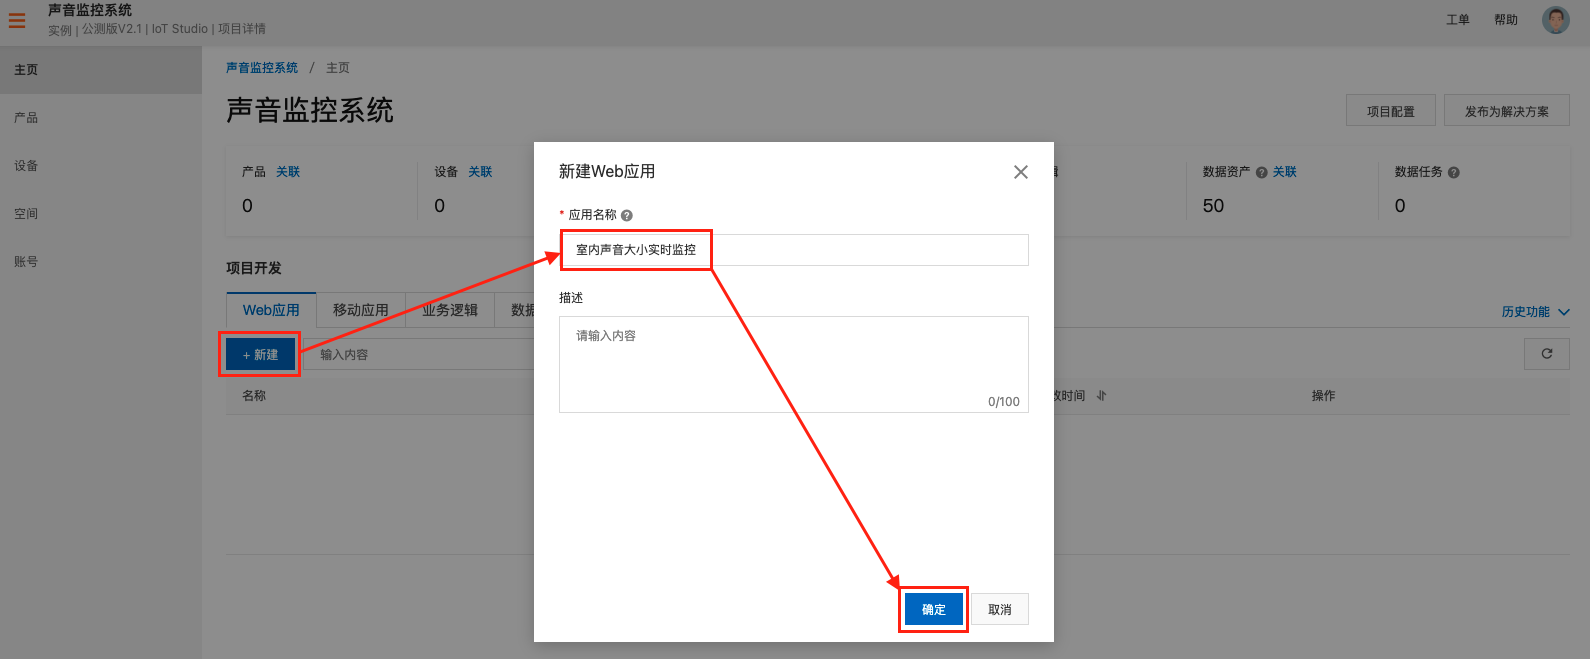 声音监控系统
实例 | 公测版V2.1 | IoT Studio | 项目详情
工单 帮助
主页
产品
设备
空间
账号
声音监控系统 / 主页
声音监控系统
项目配置 发布为解决方案
产品 关联
0
设备 关联
0
数据资产 关联
50
数据任务
0
项目开发
Web应用 移动应用 业务逻辑
历史功能
+ 新建 输入内容
名称 时间 操作
新建Web应用
* 应用名称
室内声音大小实时监控
描述
请输入内容
0/100
确定 取消